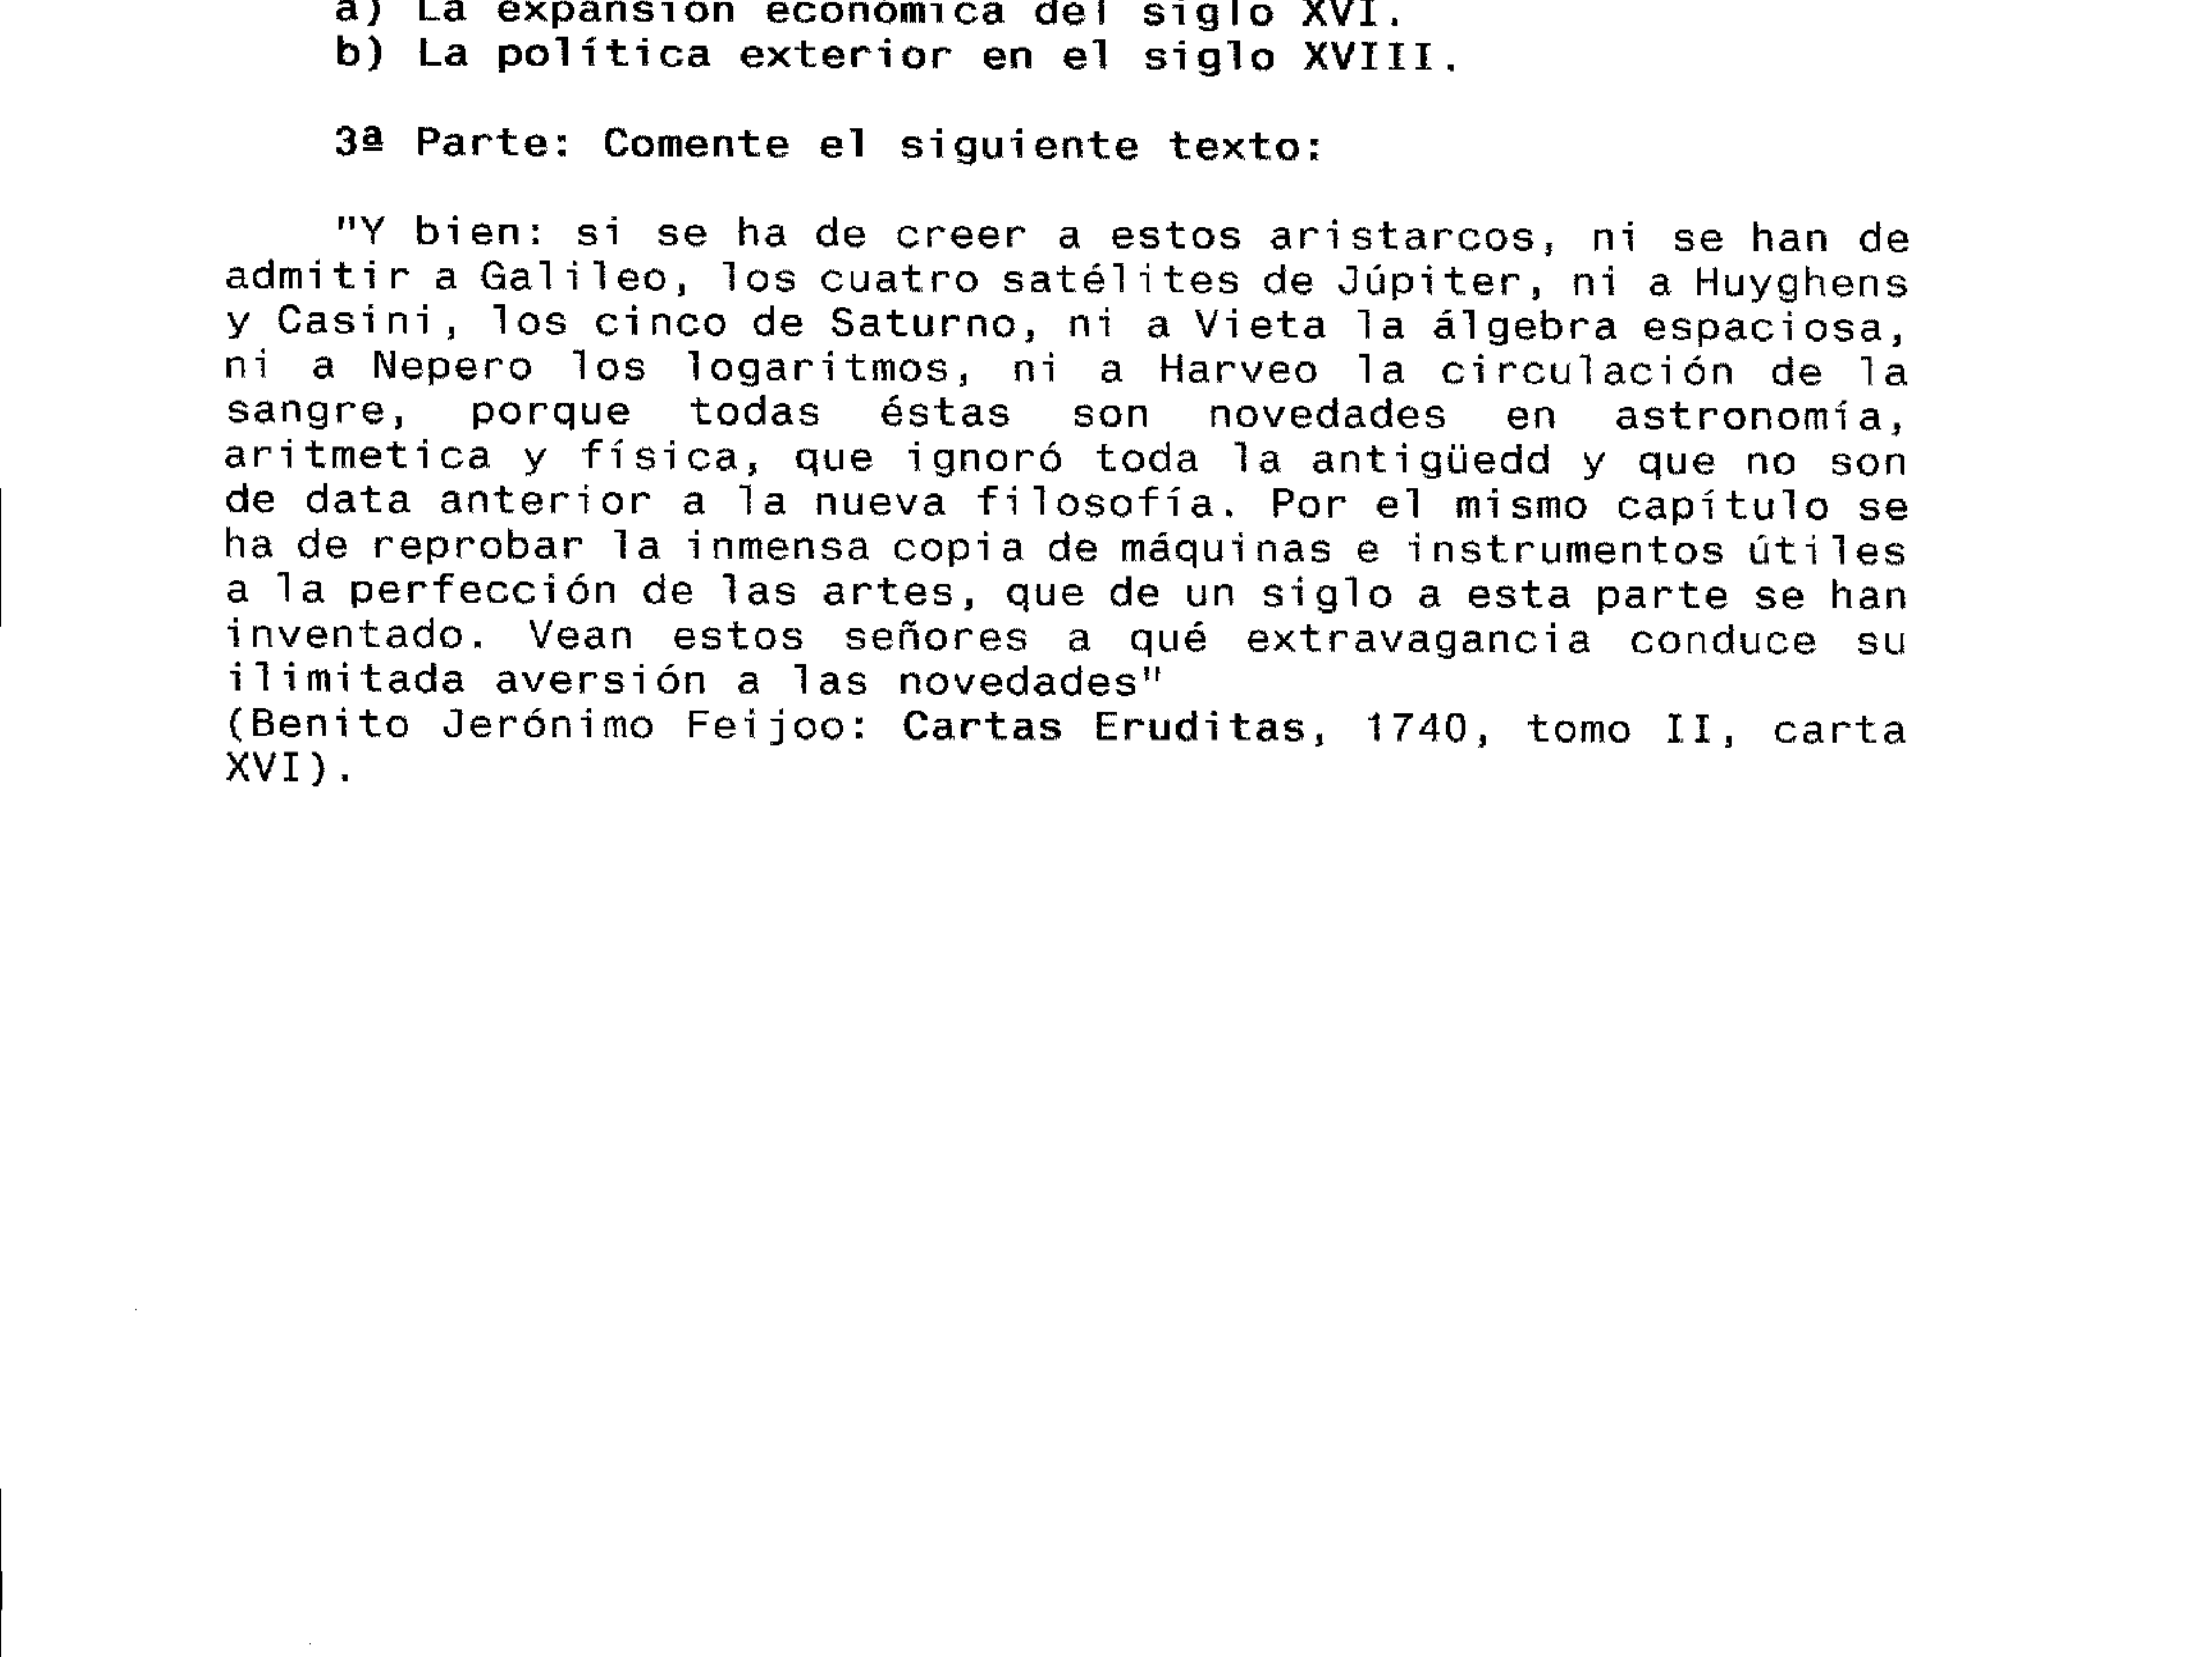 a) La expansión económica del siglo XVI.
b) La política exterior en el siglo XVIII.
3ª Parte: Comente el siguiente texto:
"Y bien: si se ha de creer a estos aristarcos, ni se han de
admitir a Galileo, los cuatro satélites de Júpiter, ni a Huyghens
y Casini, los cinco de Saturno, ni a Vieta la álgebra espaciosa,
ni a Nepero los logaritmos, ni a Harveo la circulación de la
sangre, porque todas éstas son novedades en astronomía,
aritmetica y física, que ignoró toda la antigüedd y que no son
de data anterior a la nueva filosofía. Por el mismo capítulo se
ha de reprobar la inmensa copia de máquinas e instrumentos útiles
a la perfección de las artes, que de un siglo a esta parte se han
inventado. Vean estos señores a qué extravagancia conduce su
ilimitada aversión a las novedades"
(Benito Jerónimo Feijoo: Cartas Eruditas, 1740, tomo II, carta
XVI).